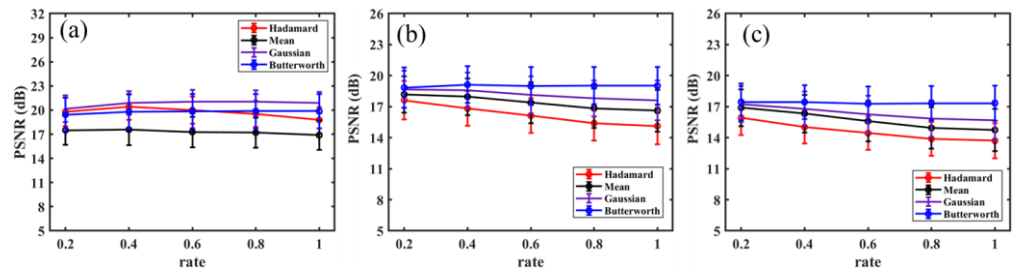 (a)
PSNR (dB)
32
29
26
23
20
17
14
11
8
5
0.2 0.4 0.6 0.8 1
rate
Hadamard
Mean
Gaussian
Butterworth
(b)
PSNR (dB)
26
23
20
17
14
11
8
5
0.2 0.4 0.6 0.8 1
rate
Hadamard
Mean
Gaussian
Butterworth
(c)
PSNR (dB)
26
23
20
17
14
11
8
5
0.2 0.4 0.6 0.8 1
rate
Hadamard
Mean
Gaussian
Butterworth